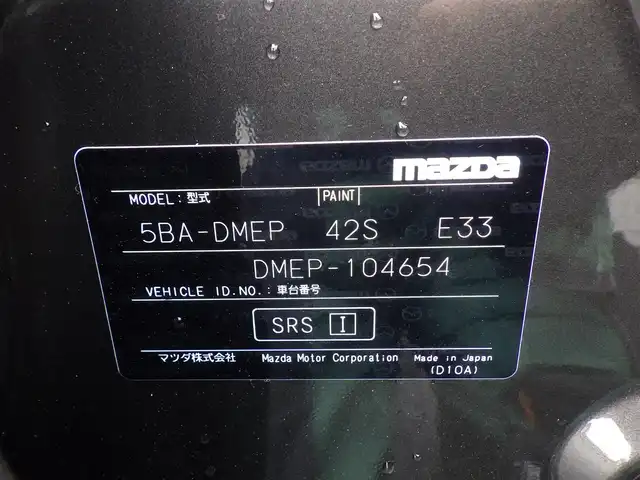 mazda
MODEL:型式 PAINT
5BA-DMEP 42S E33
DMEP-104654
VEHICLE ID.NO.:車台番号
SRS I
マツダ株式会社 Mazda Motor Corporation Made in Japan
(D10A)